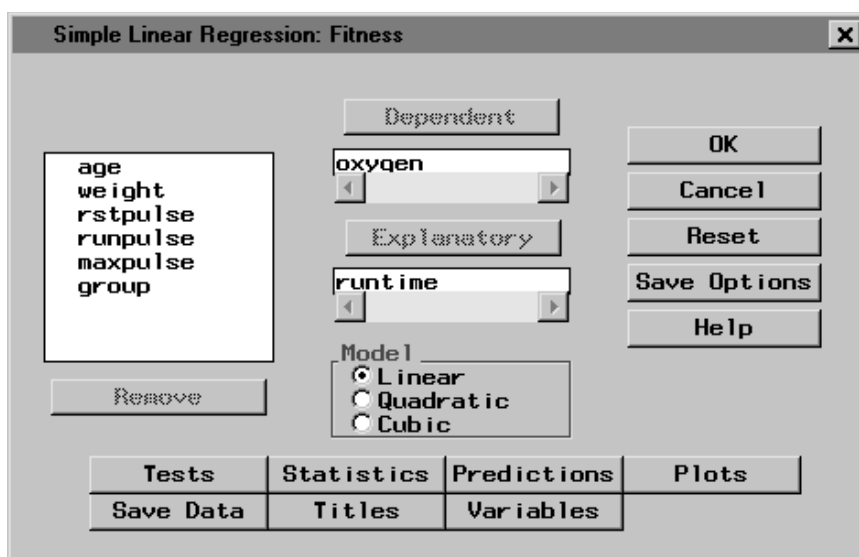 Simple Linear Regression: Fitness
Dependent
oxygen
Explanatory
runtime
age
weight
rstpulse
runpulse
maxpulse
group
Remove
Model
Linear
Quadratic
Cubic
OK
Cancel
Reset
Save Options
Help
Tests Statistics Predictions Plots
Save Data Titles Variables